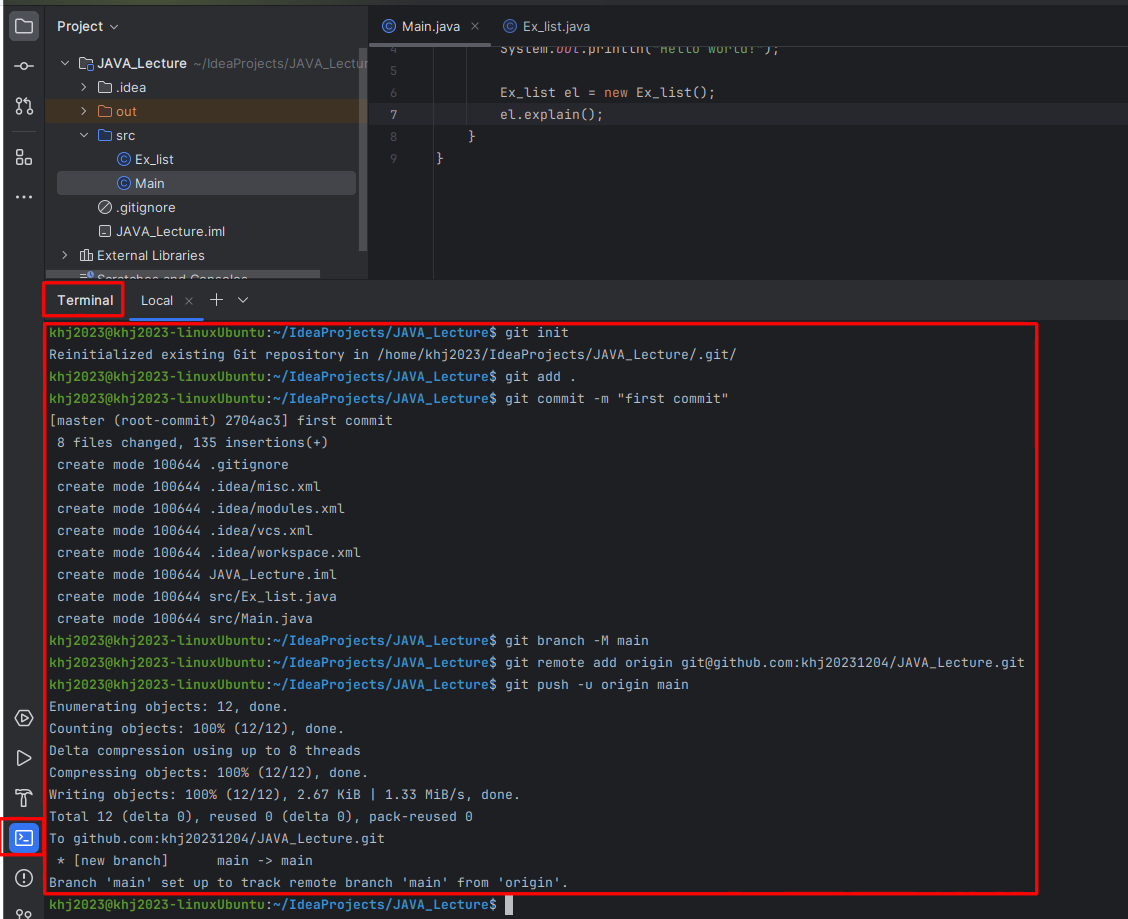 Project
JAVA_Lecture ~/IdeaProjects/JAVA_Lectur
.idea
out
src
Ex_list
Main
.gitignore
JAVA_Lecture.iml
External Libraries
Scratches and Consoles
Main.java
Ex_list.java
4 System.out.println("Hello world!");
5
6 Ex_list el = new Ex_list();
7 el.explain();
8 }
9 }
Terminal
Local
khj2023@khj2023-linuxUbuntu:~/IdeaProjects/JAVA_Lecture$ git init
Reinitialized existing Git repository in /home/khj2023/IdeaProjects/JAVA_Lecture/.git/
khj2023@khj2023-linuxUbuntu:~/IdeaProjects/JAVA_Lecture$ git add .
khj2023@khj2023-linuxUbuntu:~/IdeaProjects/JAVA_Lecture$ git commit -m "first commit"
[master (root-commit) 2704ac3] first commit
8 files changed, 135 insertions(+)
create mode 100644 .gitignore
create mode 100644 .idea/misc.xml
create mode 100644 .idea/modules.xml
create mode 100644 .idea/vcs.xml
create mode 100644 .idea/workspace.xml
create mode 100644 JAVA_Lecture.iml
create mode 100644 src/Ex_list.java
create mode 100644 src/Main.java
khj2023@khj2023-linuxUbuntu:~/IdeaProjects/JAVA_Lecture$ git branch -M main
khj2023@khj2023-linuxUbuntu:~/IdeaProjects/JAVA_Lecture$ git remote add origin git@github.com:khj20231204/JAVA_Lecture.git
khj2023@khj2023-linuxUbuntu:~/IdeaProjects/JAVA_Lecture$ git push -u origin main
Enumerating objects: 12, done.
Counting objects: 100% (12/12), done.
Delta compression using up to 8 threads
Compressing objects: 100% (12/12), done.
Writing objects: 100% (12/12), 2.67 KiB | 1.33 MiB/s, done.
Total 12 (delta 0), reused 0 (delta 0), pack-reused 0
To github.com:khj20231204/JAVA_Lecture.git
* [new branch]      main -> main
Branch 'main' set up to track remote branch 'main' from 'origin'.
khj2023@khj2023-linuxUbuntu:~/IdeaProjects/JAVA_Lecture$